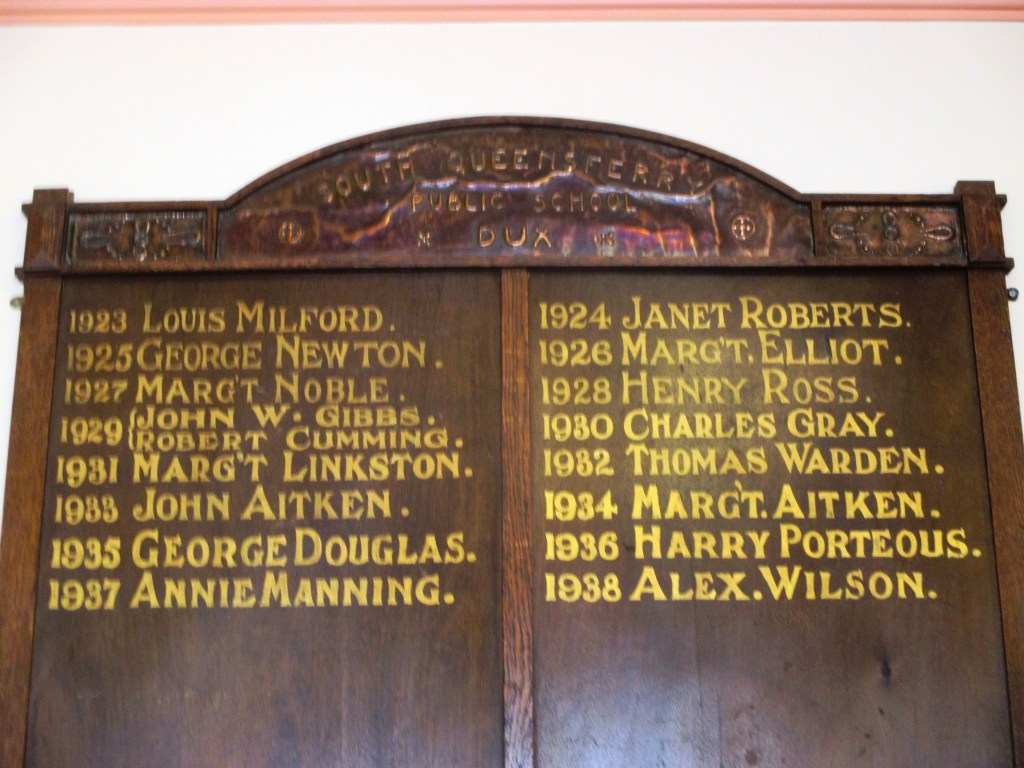 SOUTH QUEENSFERRY
PUBLIC SCHOOL
DUX
1923 LOUIS MILFORD.
1925 GEORGE NEWTON.
1927 MARG'T NOBLE.
1929 {JOHN W. GIBBS.
{ROBERT CUMMING.
1931 MARG'T LINKSTON.
1933 JOHN AITKEN.
1935 GEORGE DOUGLAS.
1937 ANNIE MANNING.
1924 JANET ROBERTS.
1926 MARG'T. ELLIOT.
1928 HENRY ROSS.
1930 CHARLES GRAY.
1932 THOMAS WARDEN.
1934 MARG'T. AITKEN.
1936 HARRY PORTEOUS.
1938 ALEX. WILSON.